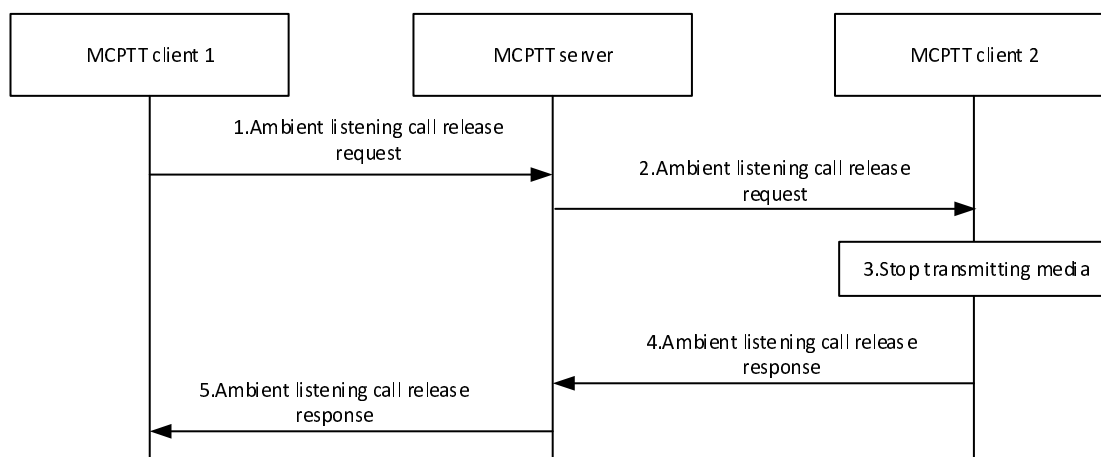 MCPTT client 1
MCPTT server
MCPTT client 2
1.Ambient listening call release
request
2.Ambient listening call release
request
3.Stop transmitting media
4.Ambient listening call release
response
5.Ambient listening call release
response